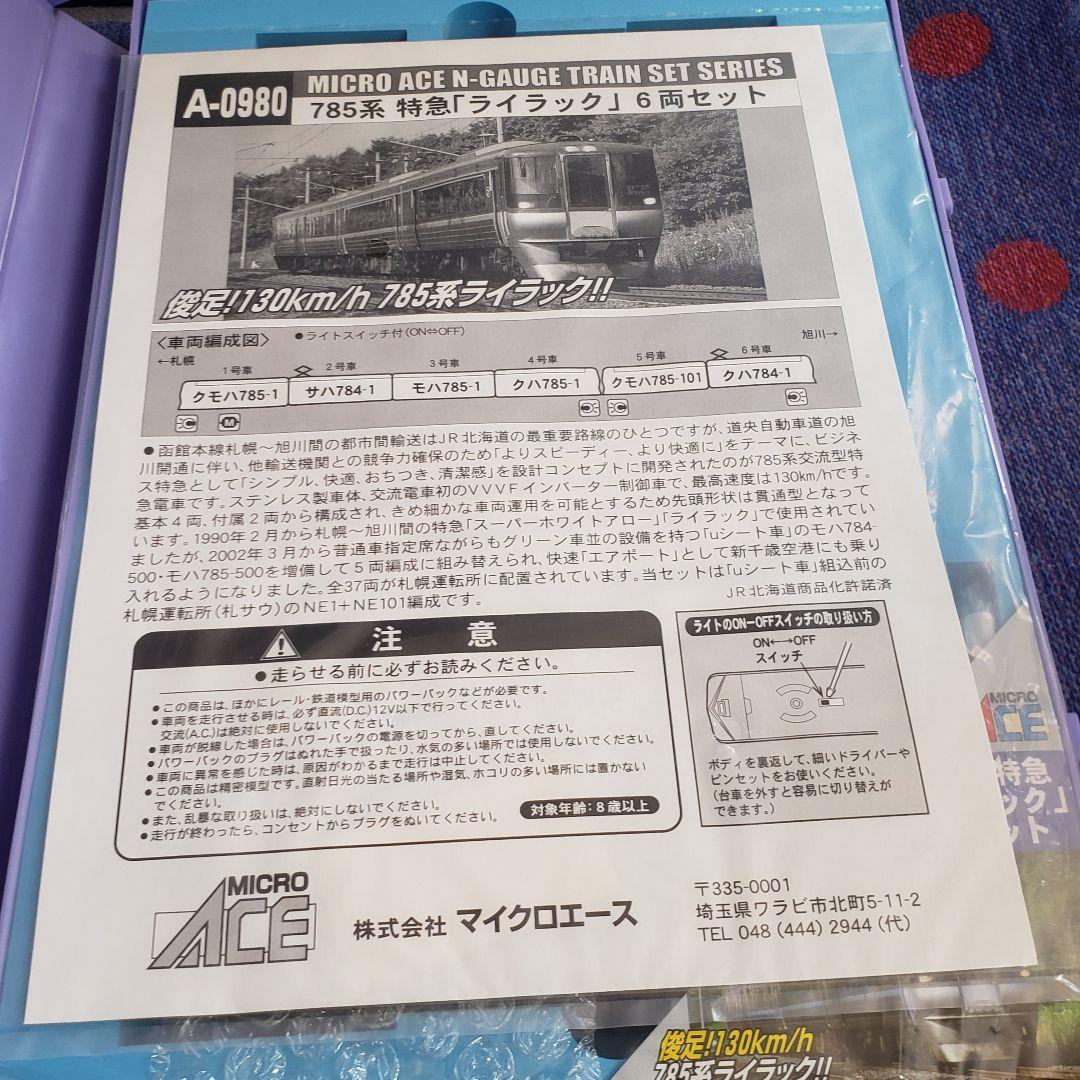 MICRO ACE N-GAUGE TRAIN SET SERIES
A-0980
785系 特急「ライラック」6両セット
俊足!130km/h 785系ライラック!!
〈車両編成図〉
●ライトスイッチ付(ON⇔OFF)
←札幌
旭川→
1号車 2号車 3号車 4号車 5号車 6号車
クモハ785-1 サハ784-1 モハ785-1 クハ785-1 クモハ785-101 クハ784-1
M
●函館本線札幌～旭川間の都市間輸送はJR北海道の最重要路線のひとつですが、道央自動車道の旭
川開通に伴い、他輸送機関との競争力確保のため「よりスピーディー、より快適に」をテーマに、ビジネ
ス特急として「シンプル、快適、おちつき、清潔感」を設計コンセプトに開発されたのが785系交流型特
急電車です。ステンレス製車体、交流電車初のVVVFインバーター制御車で、最高速度は130km/hです。
基本4両、付属2両から構成され、きめ細かな車両運用を可能とするため先頭形状は貫通型となって
います。1990年2月から札幌～旭川間の特急「スーパーホワイトアロー」「ライラック」で使用されてい
ましたが、2002年3月から普通車指定席ながらもグリーン車並の設備を持つ「uシート車」のモハ784-
500・モハ785-500を増備して5両編成に組み替えられ、快速「エアポート」として新千歳空港にも乗り
入れるようになりました。全37両が札幌運転所に配置されています。当セットは「uシート車」組込前の
札幌運転所(札サウ)のNE1+NE101編成です。
JR北海道商品化許諾済
注意
●走らせる前に必ずお読みください。
●この商品は、ほかにレール・鉄道模型用のパワーパックなどが必要です。
●車両を走行させる時は、必ず直流(D.C.)12V以下で行ってください。
交流(A.C.)は絶対に使用しないでください。
●車両が脱線した場合は、パワーパックの電源を切ってから、直してください。
●パワーパックのプラグはぬれた手で扱ったり、水気の多い場所では使用しないでください。
●車両に異常を感じた時は、原因がわかるまで走行は中止してください。
●この商品は精密模型です。直射日光の当たる場所や湿気、ホコリの多い場所には置かない
でください。
●また、乱暴な取り扱いは、絶対にしないでください。
●走行が終わったら、コンセントからプラグをぬいてください。
対象年齢:8歳以上
ライトのON-OFFスイッチの取り扱い方
ON←→OFF
スイッチ
ボディを裏返して、細いドライバーや
ピンセットをお使いください。
(台車を外すと容易に切り替えが
できます。)
MICRO
ACE
株式会社 マイクロエース
〒335-0001
埼玉県ワラビ市北町5-11-2
TEL 048 (444) 2944 (代)
MICRO
ACE
特急
ック」
ット
俊足!130km/h
785系ライラック!!